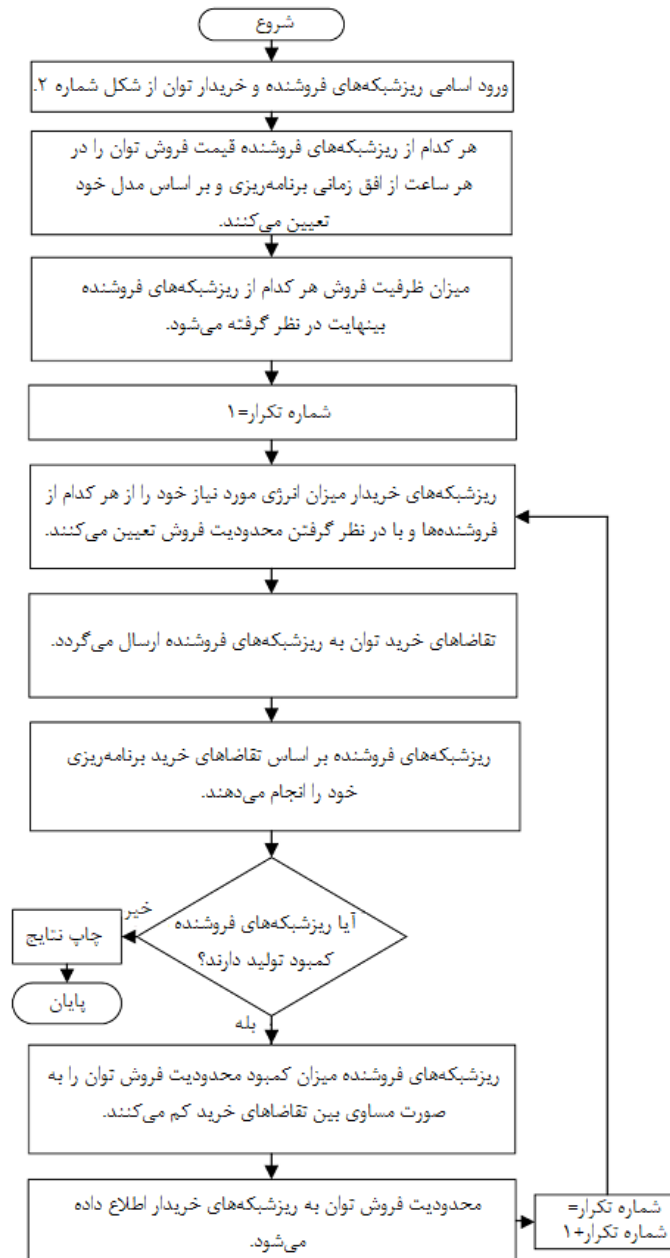 شروع
ورود اسامی ریزشبکه‌های فروشنده و خریدار توان از شکل شماره ۲.
هر کدام از ریزشبکه‌های فروشنده قیمت فروش توان را در
هر ساعت از افق زمانی برنامه‌ریزی و بر اساس مدل خود
تعیین می‌کنند.
میزان ظرفیت فروش هر کدام از ریزشبکه‌های فروشنده
بینهایت در نظر گرفته می‌شود.
شماره تکرار=۱
ریزشبکه‌های خریدار میزان انرژی مورد نیاز خود را از هر کدام از
فروشنده‌ها و با در نظر گرفتن محدودیت فروش تعیین می‌کنند.
تقاضاهای خرید توان به ریزشبکه‌های فروشنده ارسال می‌گردد.
ریزشبکه‌های فروشنده بر اساس تقاضاهای خرید برنامه‌ریزی
خود را انجام می‌دهند.
آیا ریزشبکه‌های فروشنده
کمبود تولید دارند؟
خیر
چاپ نتایج
پایان
بله
ریزشبکه‌های فروشنده میزان کمبود محدودیت فروش توان را به
صورت مساوی بین تقاضاهای خرید کم می‌کنند.
محدودیت فروش توان به ریزشبکه‌های خریدار اطلاع داده
می‌شود.
شماره تکرار=
شماره تکرار+۱